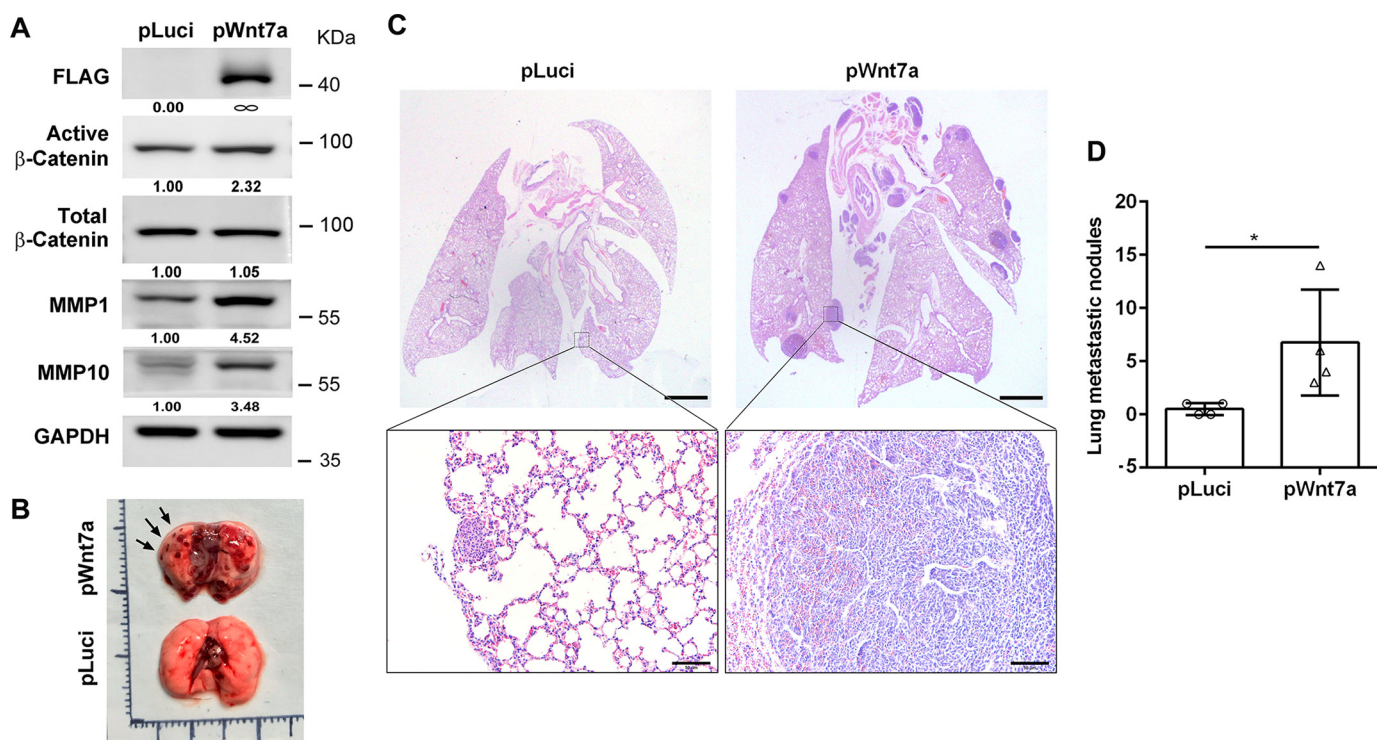 A
pLuci pWnt7a KDa
FLAG
40
0.00 ∞
Active
β-Catenin
100
1.00 2.32
Total
β-Catenin
100
1.00 1.05
MMP1
55
1.00 4.52
MMP10
55
1.00 3.48
GAPDH
35
B
pWnt7a
pLuci
C
pLuci pWnt7a
D
Lung metastastic nodules
20
15
10
5
0
-5
*
pLuci pWnt7a